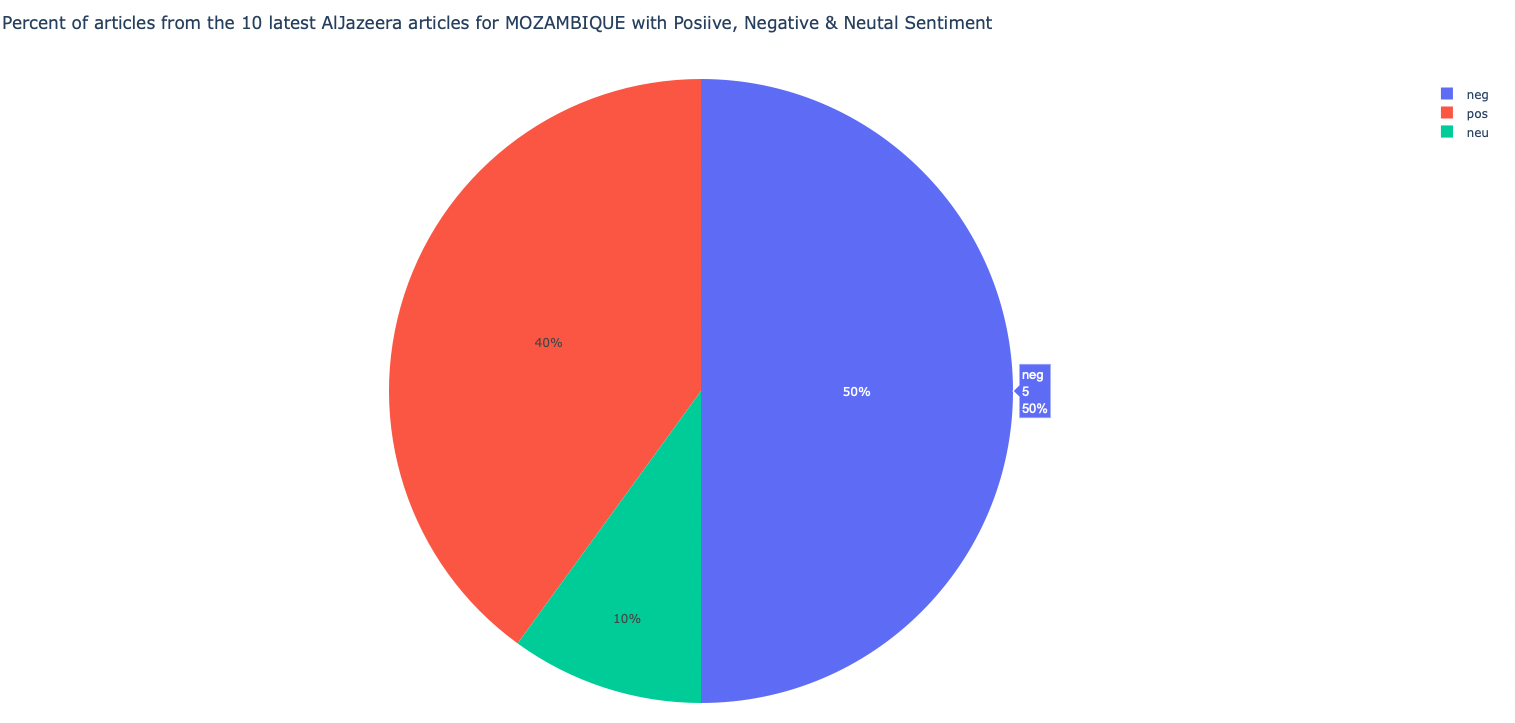 Percent of articles from the 10 latest AlJazeera articles for MOZAMBIQUE with Posiive, Negative & Neutal Sentiment
neg
pos
neu
40%
50%
neg
5
50%
10%